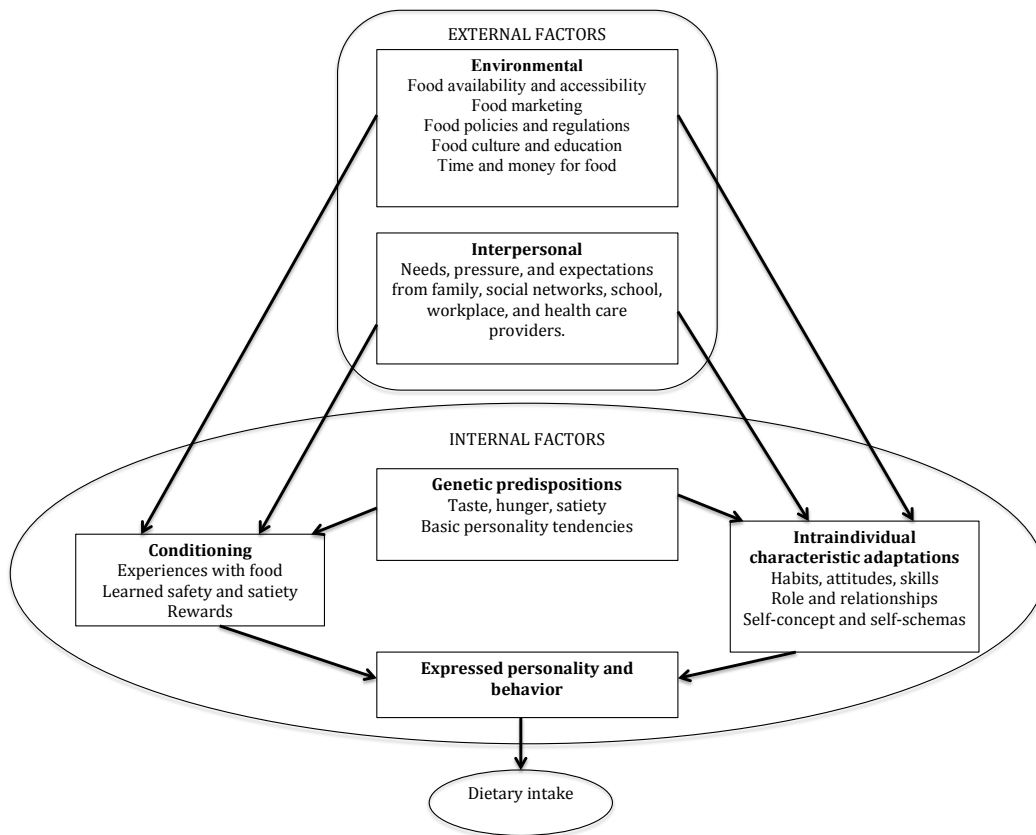 EXTERNAL FACTORS
Environmental
Food availability and accessibility
Food marketing
Food policies and regulations
Food culture and education
Time and money for food
Interpersonal
Needs, pressure, and expectations
from family, social networks, school,
workplace, and health care
providers.
INTERNAL FACTORS
Genetic predispositions
Taste, hunger, satiety
Basic personality tendencies
Conditioning
Experiences with food
Learned safety and satiety
Rewards
Intraindividual
characteristic adaptations
Habits, attitudes, skills
Role and relationships
Self-concept and self-schemas
Expressed personality and
behavior
Dietary intake